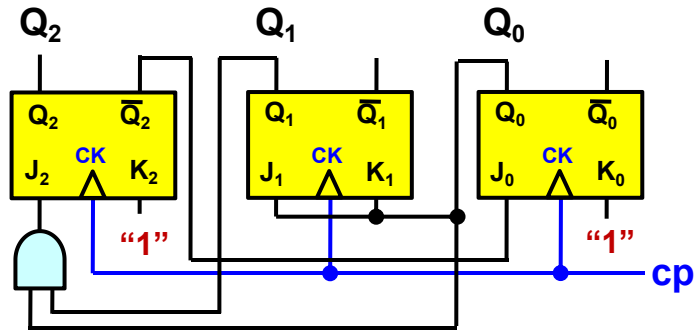 Q₂ Q₁ Q₀
Q₂ Q̅₂ Q₁ Q̅₁ Q₀ Q̅₀
J₂ CK K₂ J₁ CK K₁ J₀ CK K₀
“1” “1”
cp